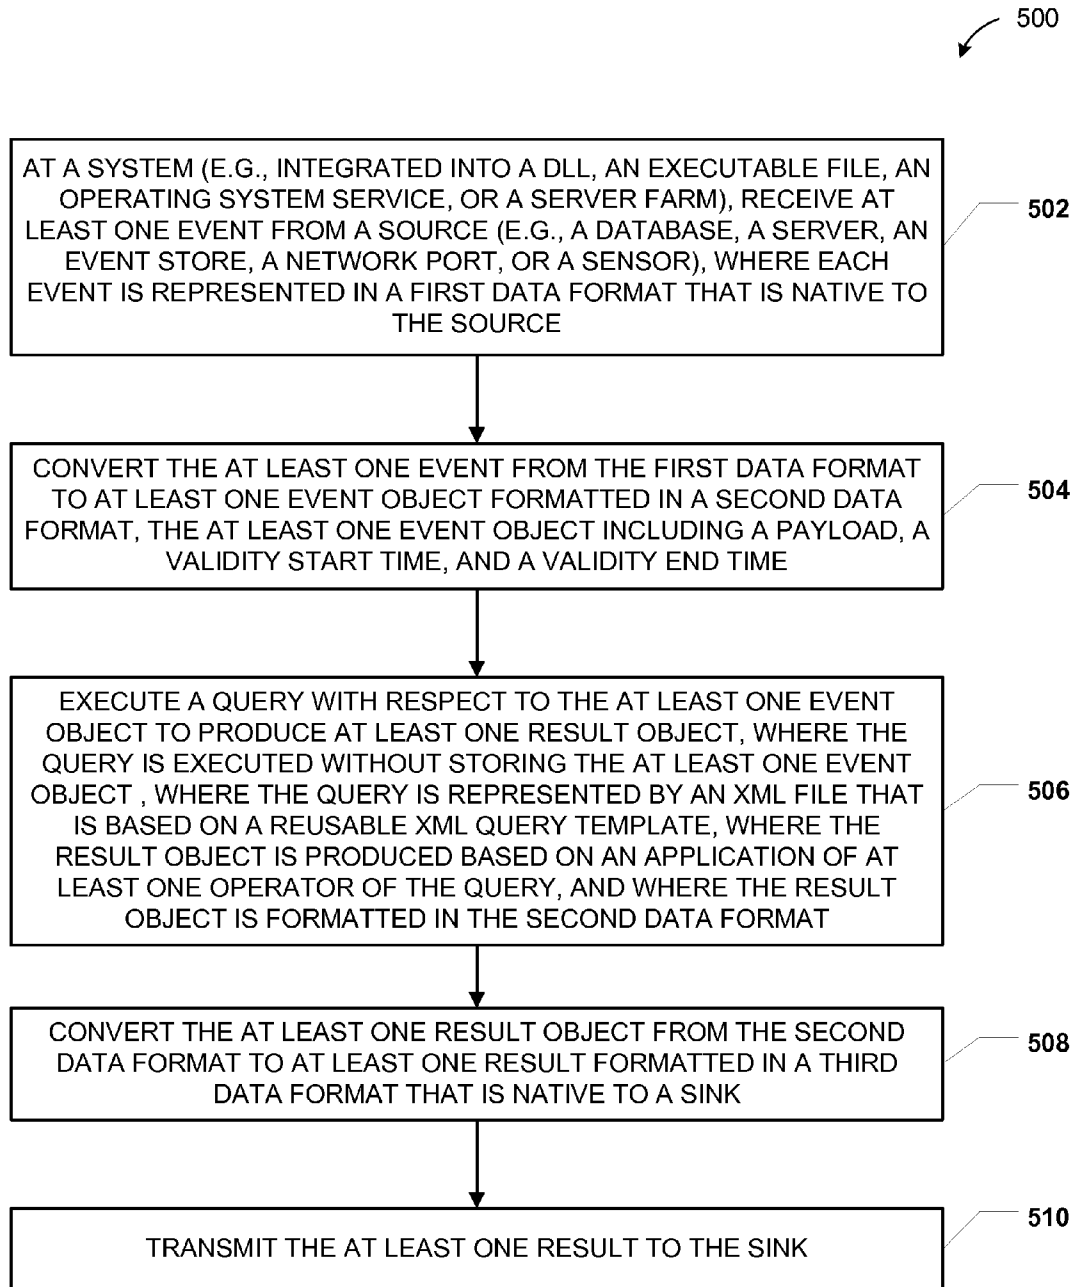 500
AT A SYSTEM (E.G., INTEGRATED INTO A DLL, AN EXECUTABLE FILE, AN
OPERATING SYSTEM SERVICE, OR A SERVER FARM), RECEIVE AT
LEAST ONE EVENT FROM A SOURCE (E.G., A DATABASE, A SERVER, AN
EVENT STORE, A NETWORK PORT, OR A SENSOR), WHERE EACH
EVENT IS REPRESENTED IN A FIRST DATA FORMAT THAT IS NATIVE TO
THE SOURCE
502
CONVERT THE AT LEAST ONE EVENT FROM THE FIRST DATA FORMAT
TO AT LEAST ONE EVENT OBJECT FORMATTED IN A SECOND DATA
FORMAT, THE AT LEAST ONE EVENT OBJECT INCLUDING A PAYLOAD, A
VALIDITY START TIME, AND A VALIDITY END TIME
504
EXECUTE A QUERY WITH RESPECT TO THE AT LEAST ONE EVENT
OBJECT TO PRODUCE AT LEAST ONE RESULT OBJECT, WHERE THE
QUERY IS EXECUTED WITHOUT STORING THE AT LEAST ONE EVENT
OBJECT , WHERE THE QUERY IS REPRESENTED BY AN XML FILE THAT
IS BASED ON A REUSABLE XML QUERY TEMPLATE, WHERE THE
RESULT OBJECT IS PRODUCED BASED ON AN APPLICATION OF AT
LEAST ONE OPERATOR OF THE QUERY, AND WHERE THE RESULT
OBJECT IS FORMATTED IN THE SECOND DATA FORMAT
506
CONVERT THE AT LEAST ONE RESULT OBJECT FROM THE SECOND
DATA FORMAT TO AT LEAST ONE RESULT FORMATTED IN A THIRD
DATA FORMAT THAT IS NATIVE TO A SINK
508
TRANSMIT THE AT LEAST ONE RESULT TO THE SINK
510